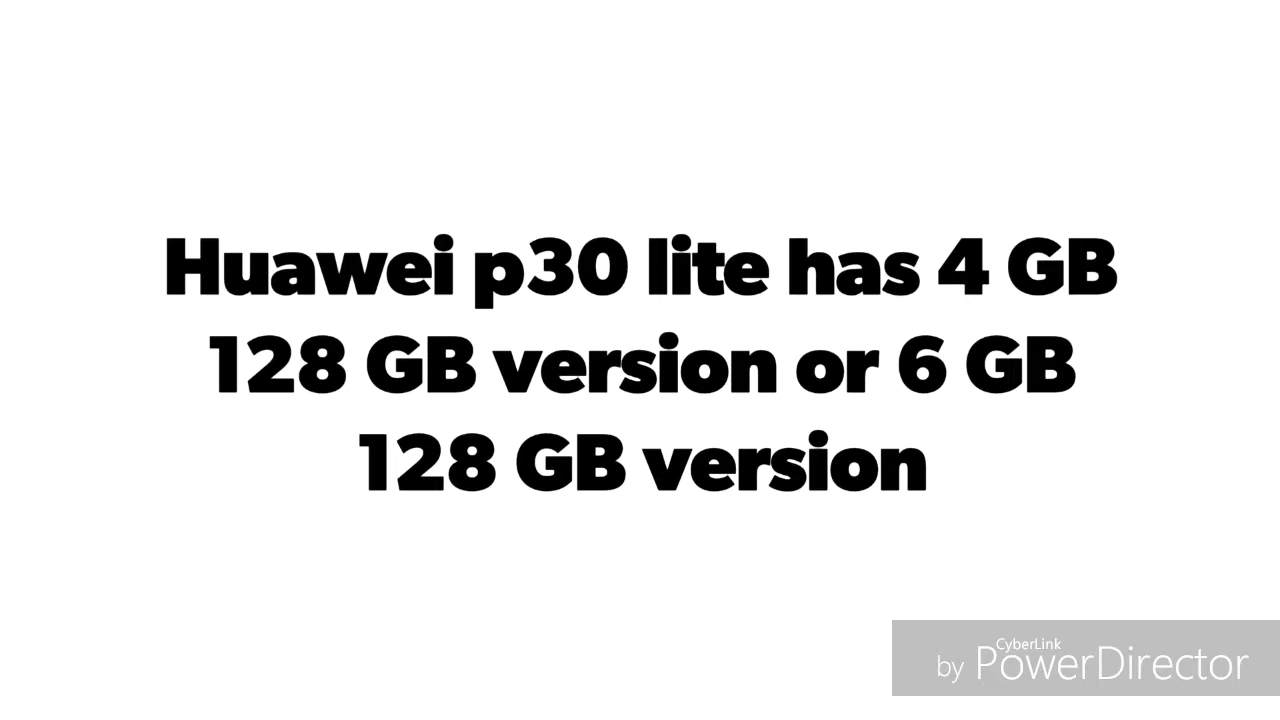 Huawei p30 lite has 4 GB
128 GB version or 6 GB
128 GB version
CyberLink
by PowerDirector